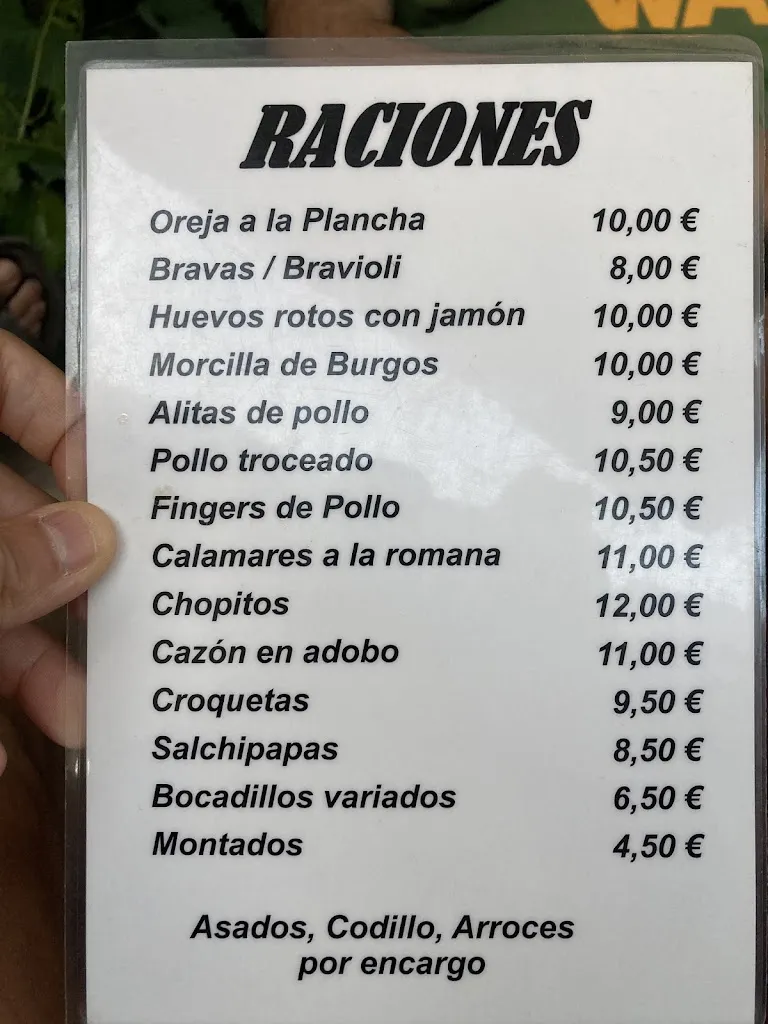 WA
RACIONES
Oreja a la Plancha 10,00 €
Bravas / Bravioli 8,00 €
Huevos rotos con jamón 10,00 €
Morcilla de Burgos 10,00 €
Alitas de pollo 9,00 €
Pollo troceado 10,50 €
Fingers de Pollo 10,50 €
Calamares a la romana 11,00 €
Chopitos 12,00 €
Cazón en adobo 11,00 €
Croquetas 9,50 €
Salchipapas 8,50 €
Bocadillos variados 6,50 €
Montados 4,50 €
Asados, Codillo, Arroces
por encargo